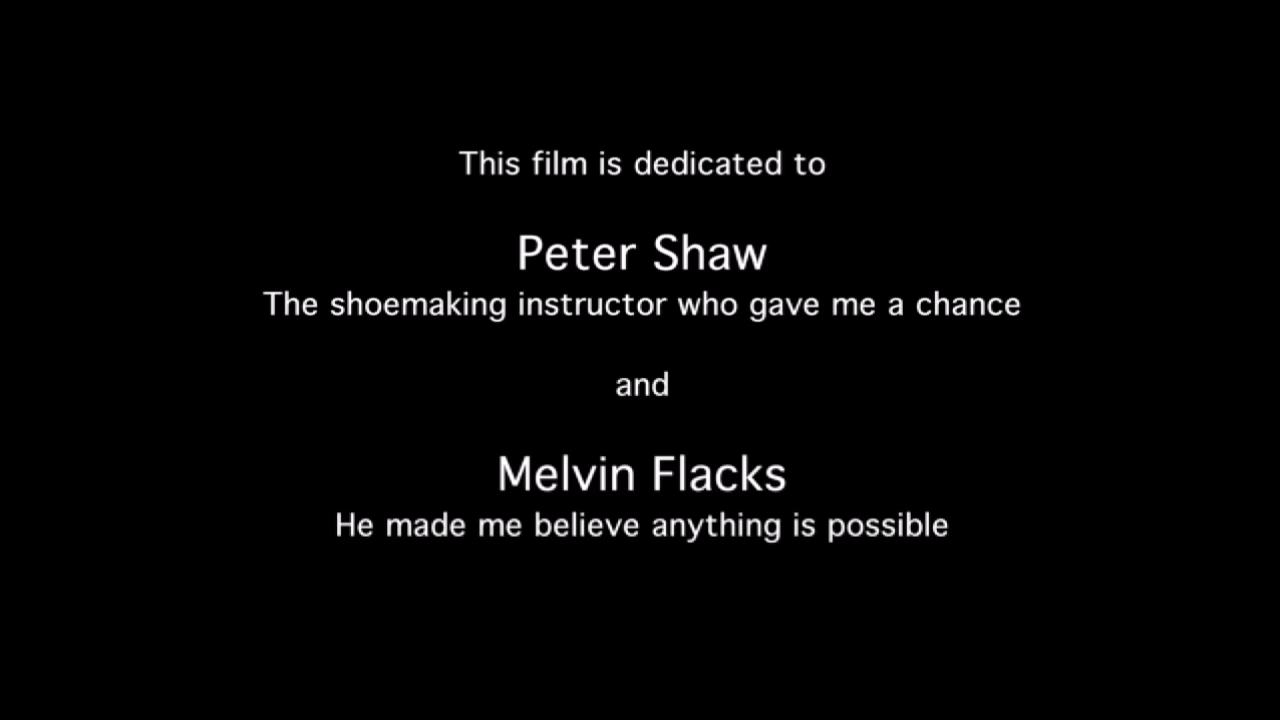 This film is dedicated to
Peter Shaw
The shoemaking instructor who gave me a chance
and
Melvin Flacks
He made me believe anything is possible